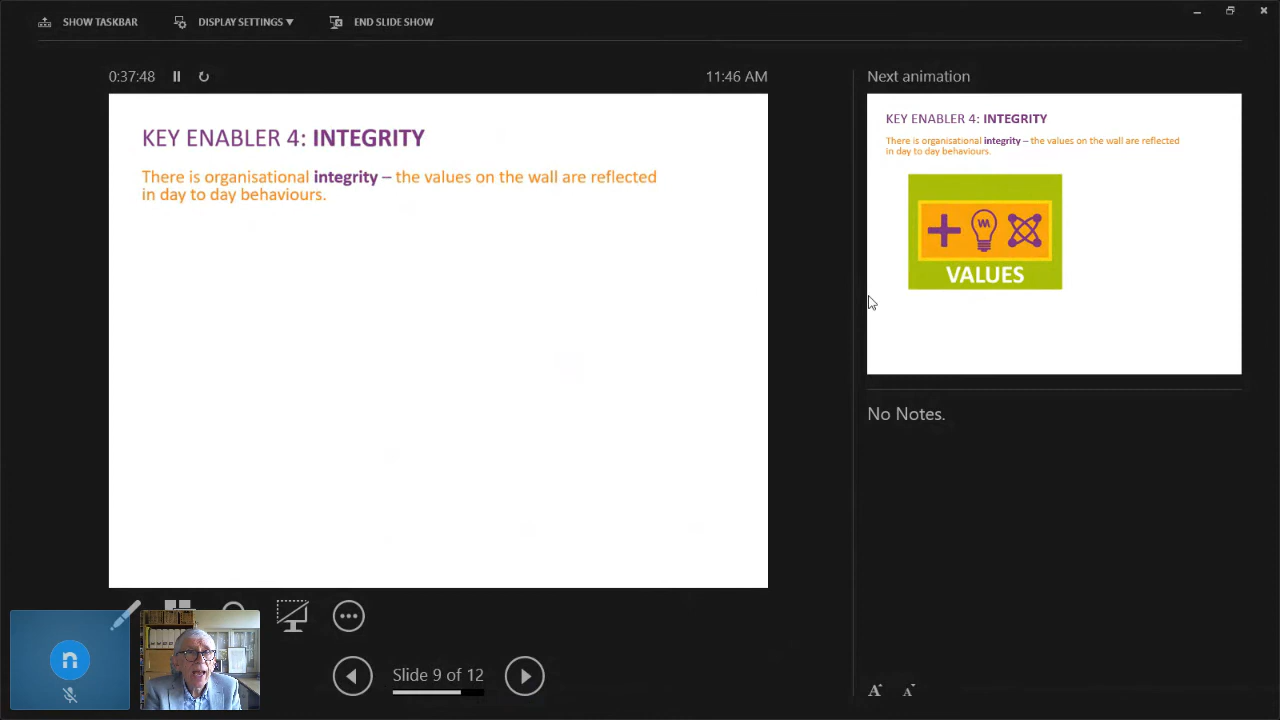 SHOW TASKBAR
DISPLAY SETTINGS ▼
END SLIDE SHOW
0:37:48
11:46 AM
KEY ENABLER 4: INTEGRITY
There is organisational integrity – the values on the wall are reflected
in day to day behaviours.
Next animation
KEY ENABLER 4: INTEGRITY
There is organisational integrity – the values on the wall are reflected
in day to day behaviours.
VALUES
No Notes.
n
Slide 9 of 12
A A